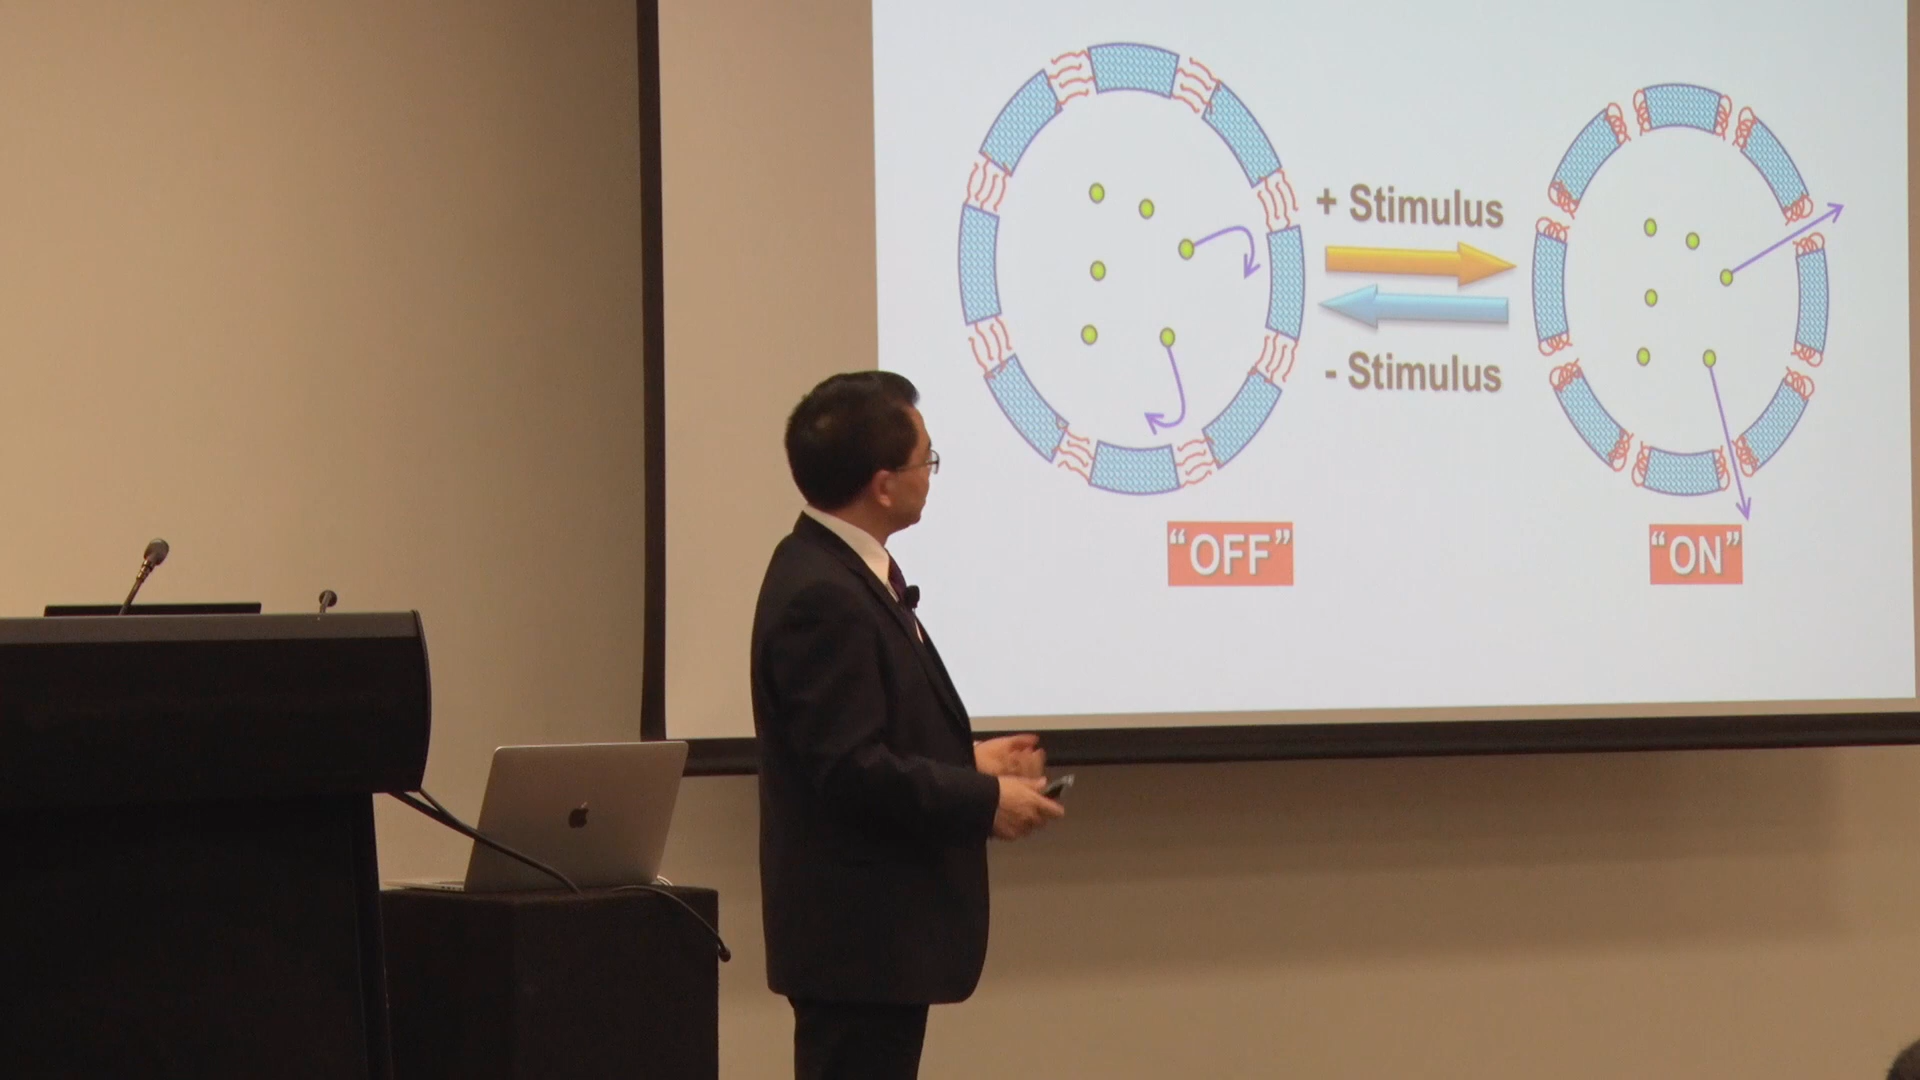 + Stimulus
- Stimulus
“OFF”
“ON”